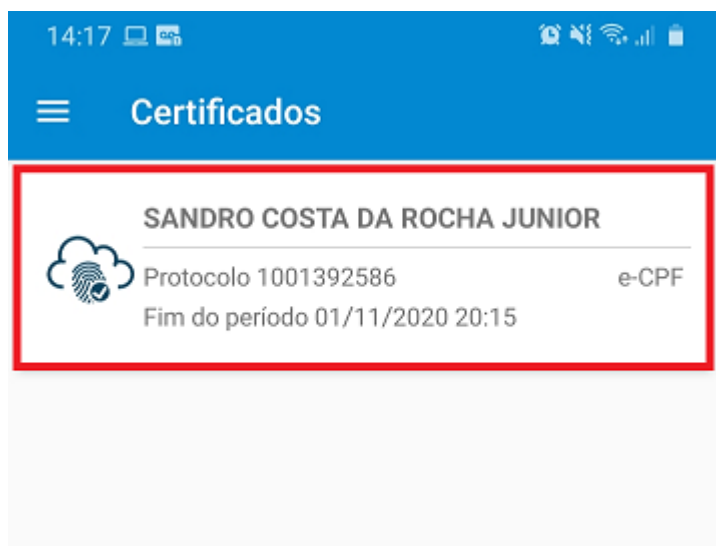 14:17
Certificados
SANDRO COSTA DA ROCHA JUNIOR
Protocolo 1001392586 e-CPF
Fim do período 01/11/2020 20:15